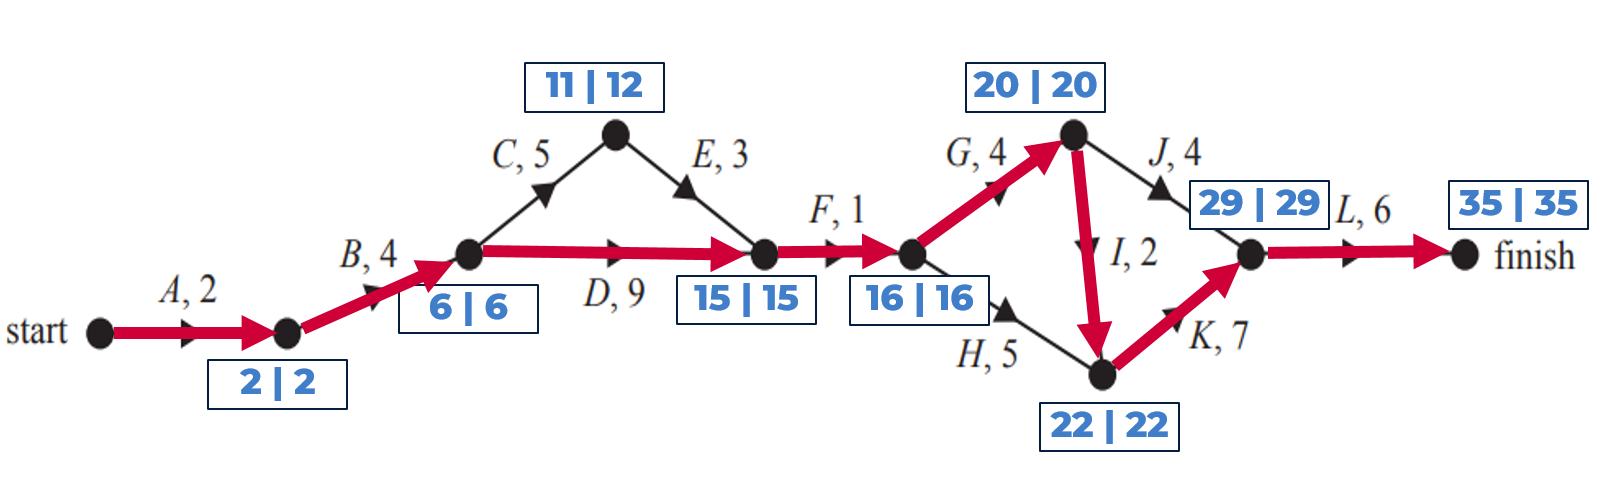 11 | 12
20 | 20
C, 5
E, 3
G, 4
J, 4
29 | 29
L, 6
35 | 35
F, 1
B, 4
I, 2
finish
A, 2
6 | 6
D, 9
15 | 15
16 | 16
start
H, 5
K, 7
2 | 2
22 | 22